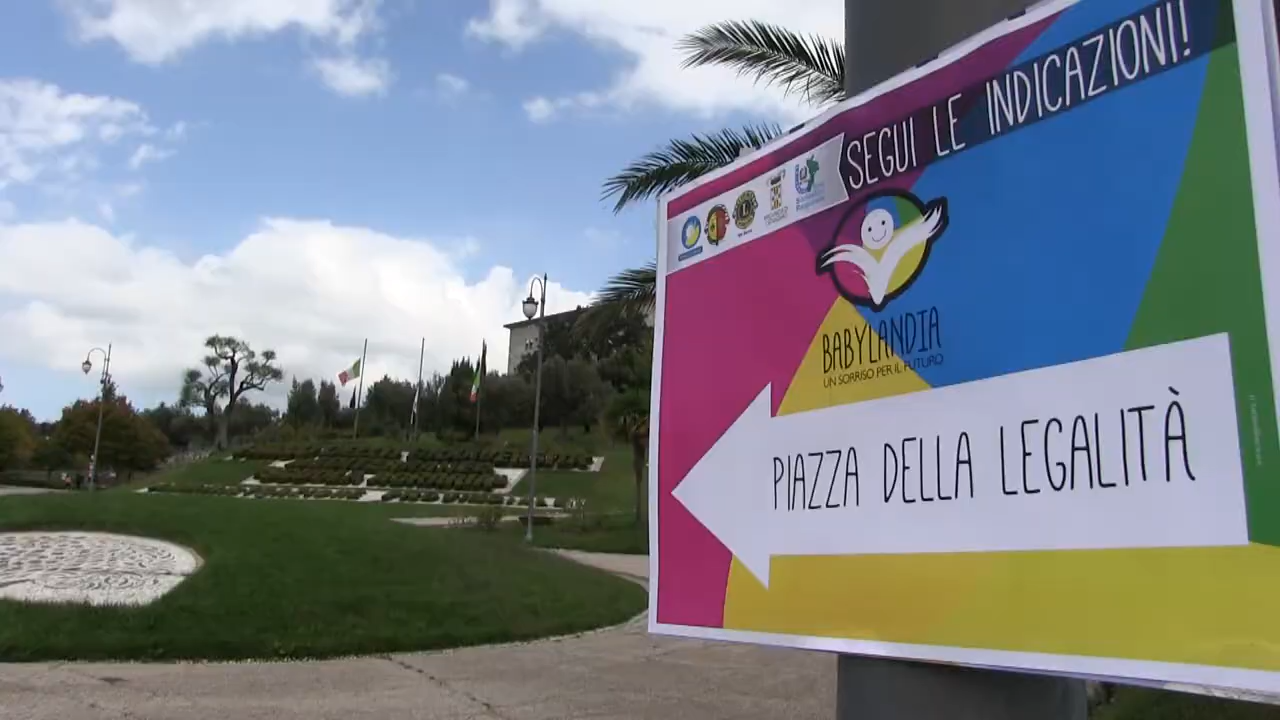 SEGUI LE INDICAZIONI!
BABYLANDIA
UN SORRISO PER IL FUTURO
PIAZZA DELLA LEGALITÀ